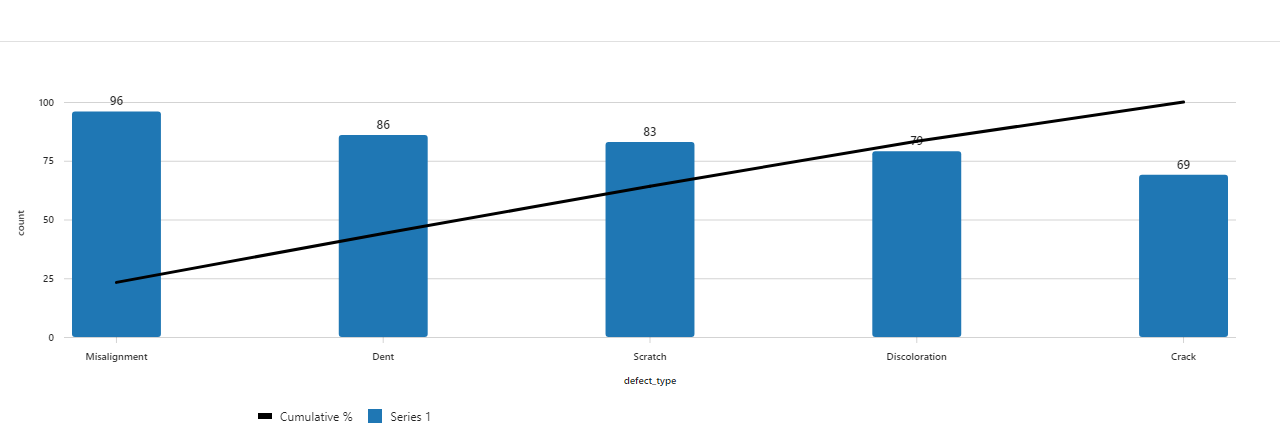 100
75
50
25
0
count
96
86
83
79
69
Misalignment Dent Scratch Discoloration Crack
defect_type
Cumulative % Series 1